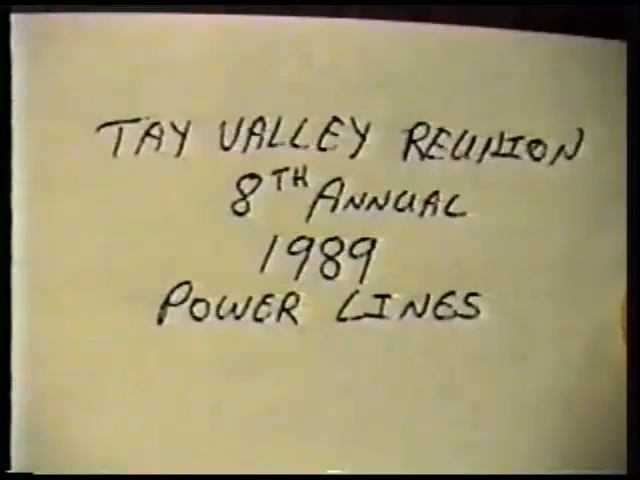 TAY VALLEY REUNION
8TH ANNUAL
1989
POWER LINES